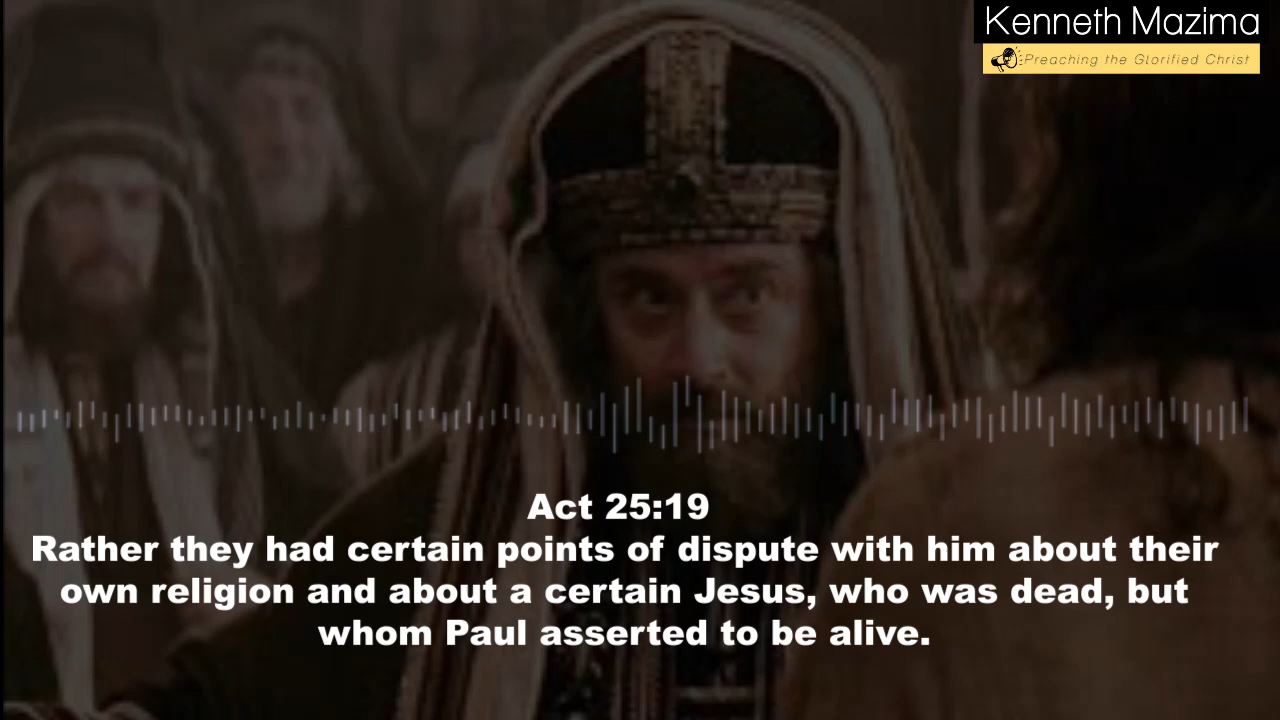 Kenneth Mazima
Preaching the Glorified Christ
Act 25:19
Rather they had certain points of dispute with him about their
own religion and about a certain Jesus, who was dead, but
whom Paul asserted to be alive.